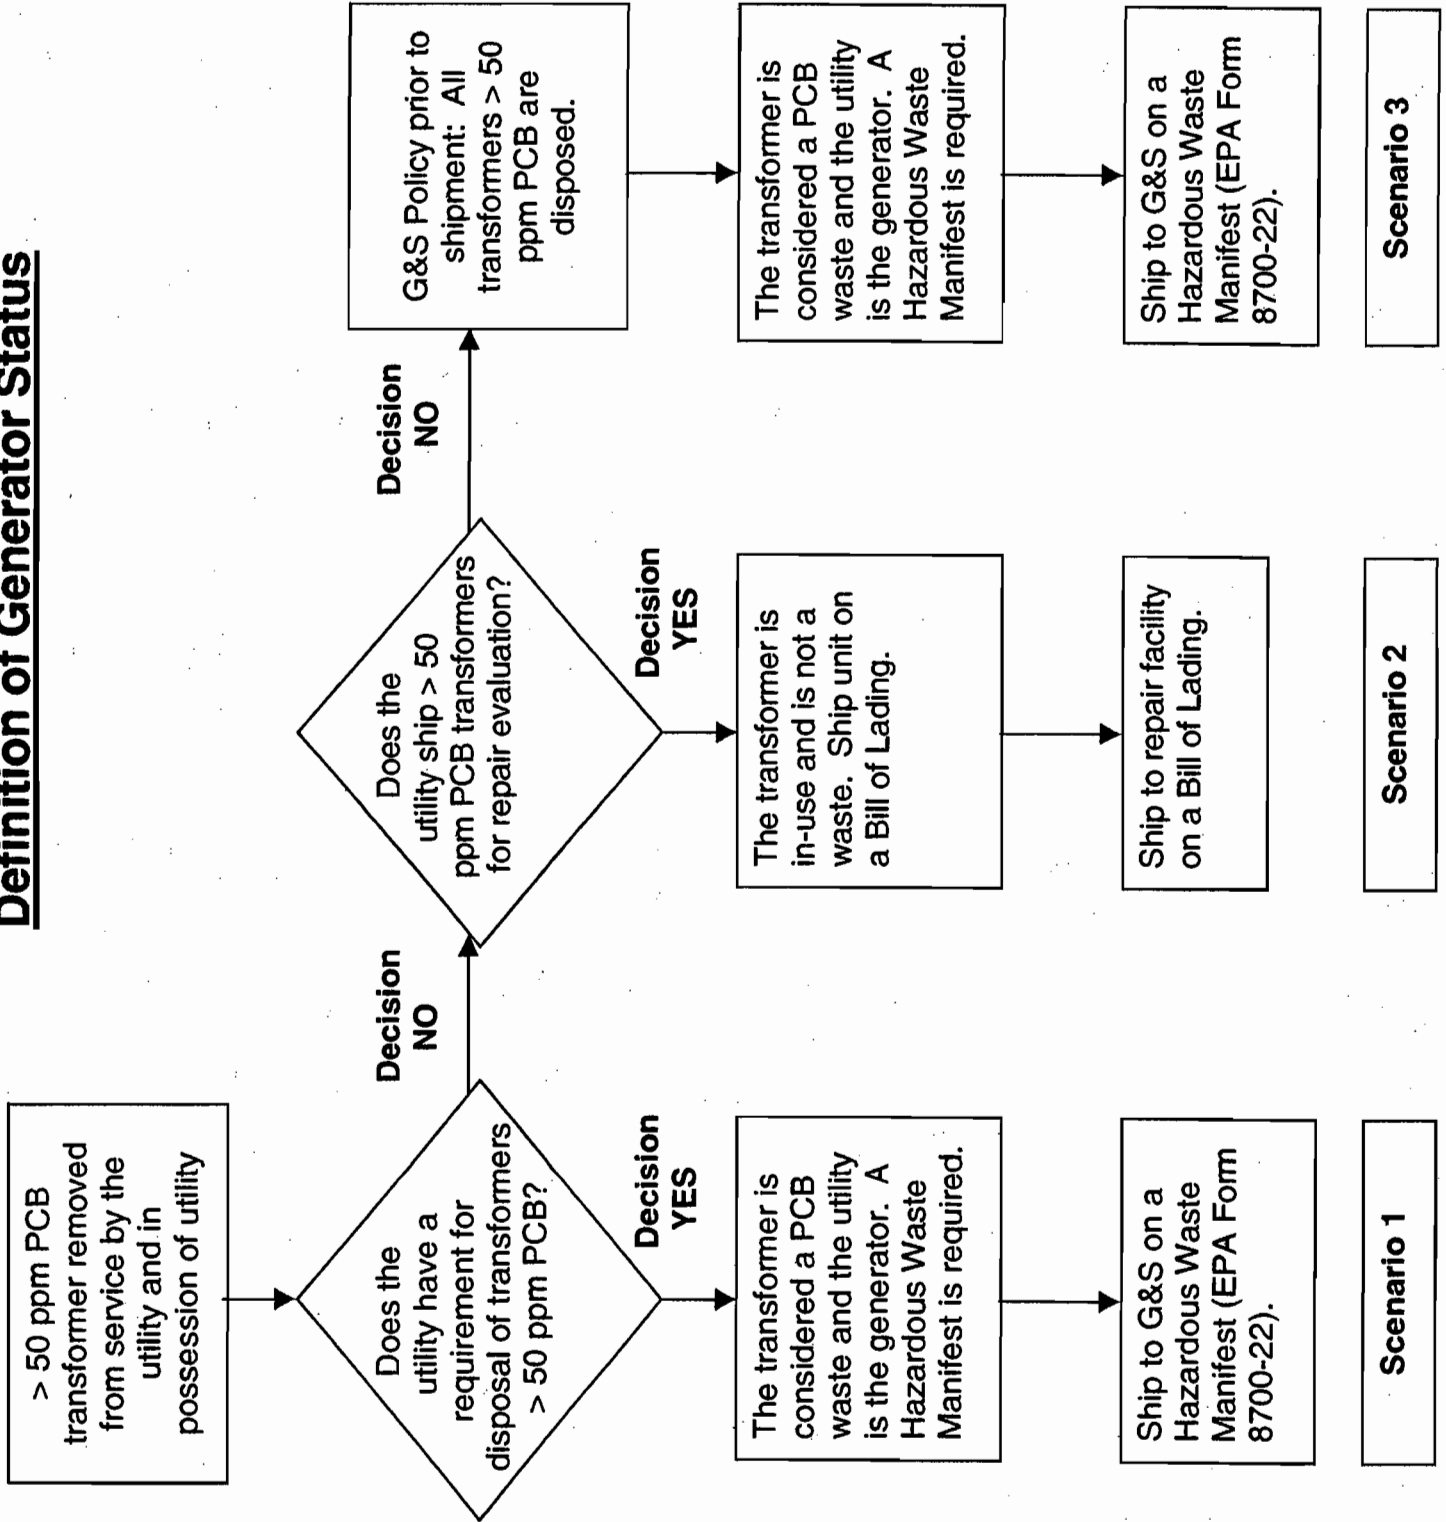 Definition of Generator Status
> 50 ppm PCB
transformer removed
from service by the
utility and in
possession of utility
Does the
utility have a
requirement for
disposal of transformers
> 50 ppm PCB?
Decision
NO
Does the
utility ship > 50
ppm PCB transformers
for repair evaluation?
Decision
NO
G&S Policy prior to
shipment: All
transformers > 50
ppm PCB are
disposed.
Decision
YES
Decision
YES
The transformer is
considered a PCB
waste and the utility
is the generator. A
Hazardous Waste
Manifest is required.
The transformer is
in-use and is not a
waste. Ship unit on
a Bill of Lading.
The transformer is
considered a PCB
waste and the utility
is the generator. A
Hazardous Waste
Manifest is required.
Ship to G&S on a
Hazardous Waste
Manifest (EPA Form
8700-22).
Ship to repair facility
on a Bill of Lading.
Ship to G&S on a
Hazardous Waste
Manifest (EPA Form
8700-22).
Scenario 1
Scenario 2
Scenario 3